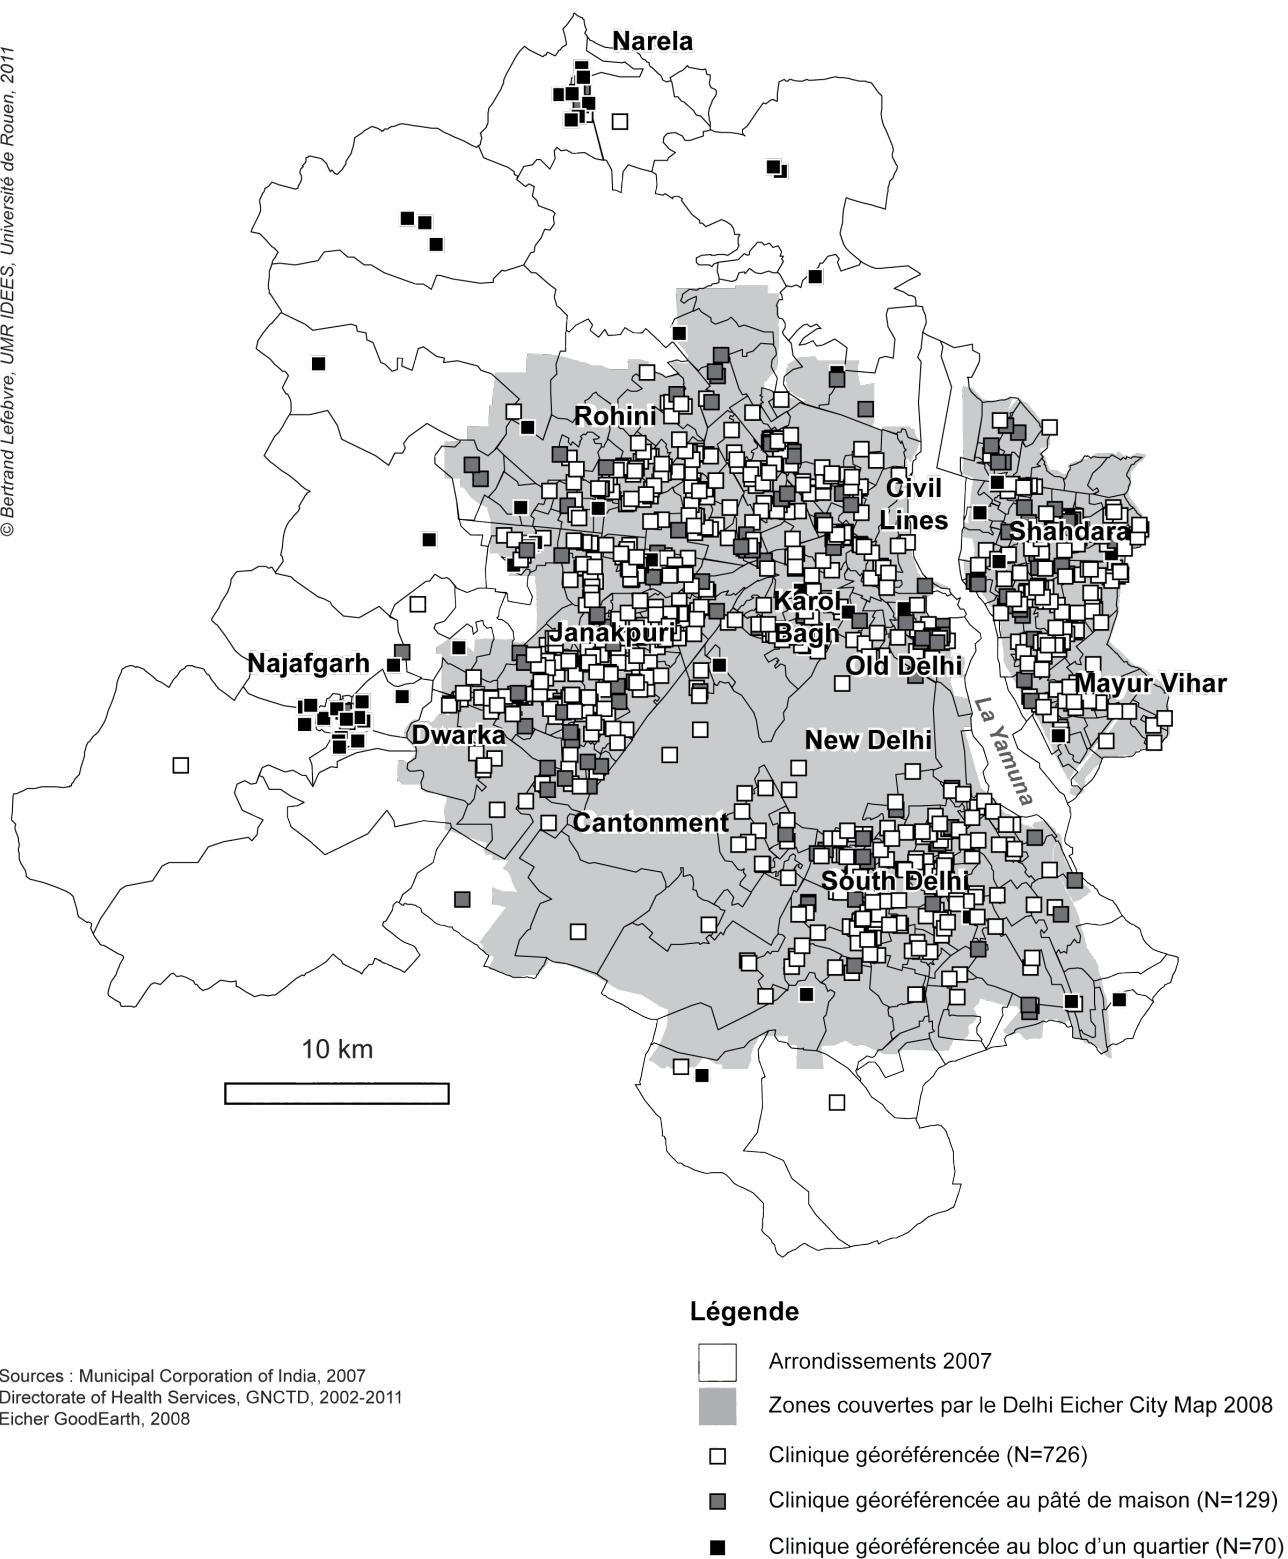 © Bertrand Lefebvre, UMR IDEES, Université de Rouen, 2011
Narela
Rohini
Civil
Lines
Shahdara
Karol
Bagh
Janakpuri
Najafgarh
Old Delhi
Mayur Vihar
La Yamuna
Dwarka
New Delhi
Cantonment
South Delhi
10 km
Légende
Arrondissements 2007
Zones couvertes par le Delhi Eicher City Map 2008
Clinique géoréférencée (N=726)
Clinique géoréférencée au pâté de maison (N=129)
Clinique géoréférencée au bloc d'un quartier (N=70)
Sources : Municipal Corporation of India, 2007
Directorate of Health Services, GNCTD, 2002-2011
Eicher GoodEarth, 2008